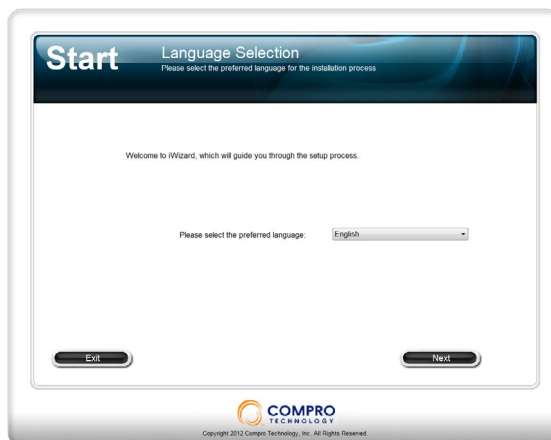 Start
Language Selection
Please select the preferred language for the installation process
Welcome to iWizard, which will guide you through the setup process.
Please select the preferred language:
English
Exit
Next
COMPRO
TECHNOLOGY
Copyright 2012 Compro Technology, Inc. All Rights Reserved.